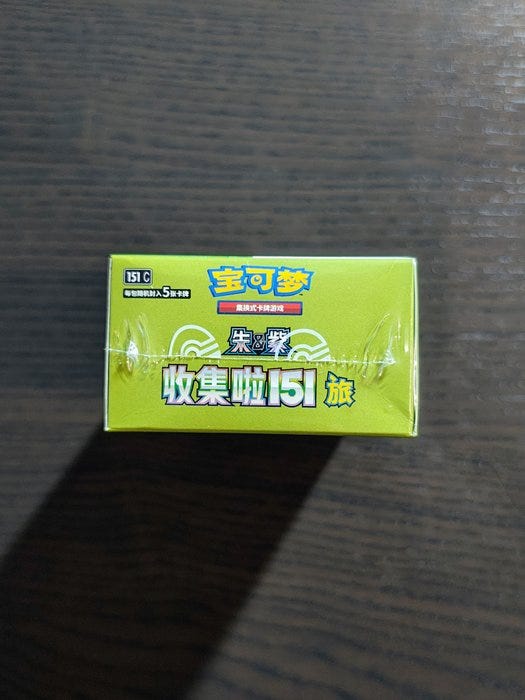 151 C
每包随机封入5张卡牌
宝可梦
集换式卡牌游戏
朱&紫
收集啦151 旅